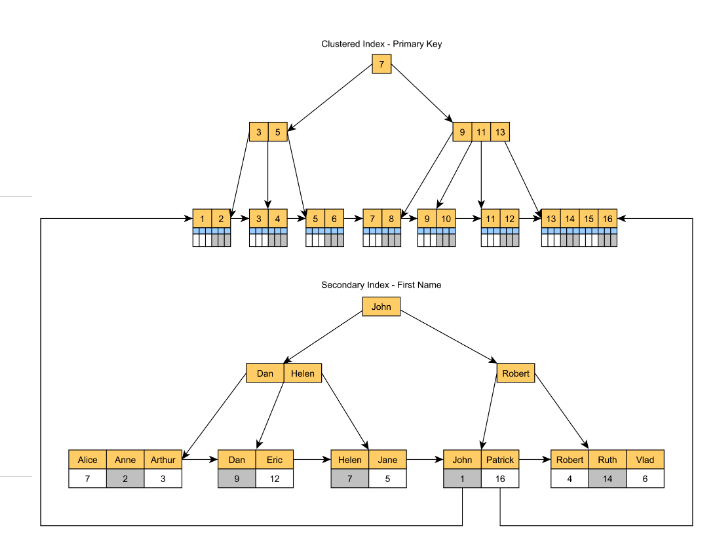 Clustered Index - Primary Key
7
3 5
9 11 13
1 2 3 4 5 6 7 8 9 10 11 12 13 14 15 16
Secondary Index - First Name
John
Dan Helen
Robert
Alice Anne Arthur Dan Eric Helen Jane John Patrick Robert Ruth Vlad
7 2 3 9 12 7 5 1 16 4 14 6